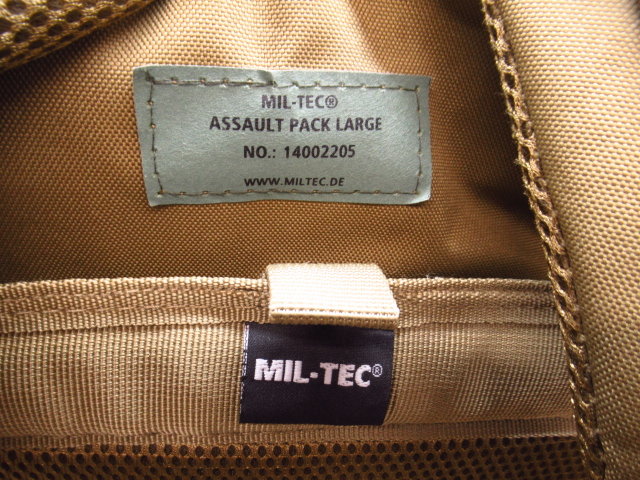 MIL-TEC®
ASSAULT PACK LARGE
NO.: 14002205
WWW.MILTEC.DE
MIL-TEC®